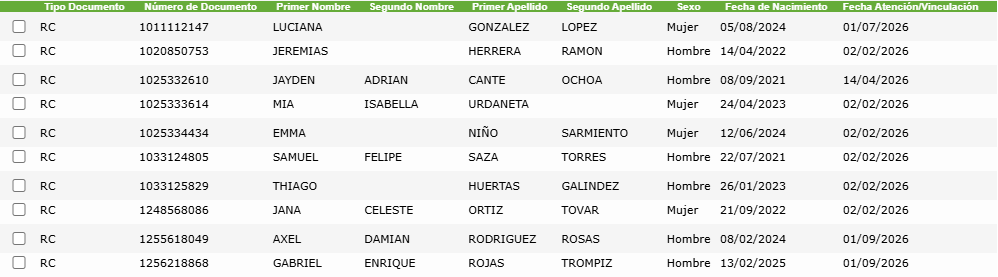 Tipo Documento Número de Documento Primer Nombre Segundo Nombre Primer Apellido Segundo Apellido Sexo Fecha de Nacimiento Fecha Atención/Vinculación
RC 1011112147 LUCIANA GONZALEZ LOPEZ Mujer 05/08/2024 01/07/2026
RC 1020850753 JEREMIAS HERRERA RAMON Hombre 14/04/2022 02/02/2026
RC 1025332610 JAYDEN ADRIAN CANTE OCHOA Hombre 08/09/2021 14/04/2026
RC 1025333614 MIA ISABELLA URDANETA Mujer 24/04/2023 02/02/2026
RC 1025334434 EMMA NIÑO SARMIENTO Mujer 12/06/2024 02/02/2026
RC 1033124805 SAMUEL FELIPE SAZA TORRES Hombre 22/07/2021 02/02/2026
RC 1033125829 THIAGO HUERTAS GALINDEZ Hombre 26/01/2023 02/02/2026
RC 1248568086 JANA CELESTE ORTIZ TOVAR Mujer 21/09/2022 02/02/2026
RC 1255618049 AXEL DAMIAN RODRIGUEZ ROSAS Hombre 08/02/2024 01/09/2026
RC 1256218868 GABRIEL ENRIQUE ROJAS TROMPIZ Hombre 13/02/2025 01/09/2026